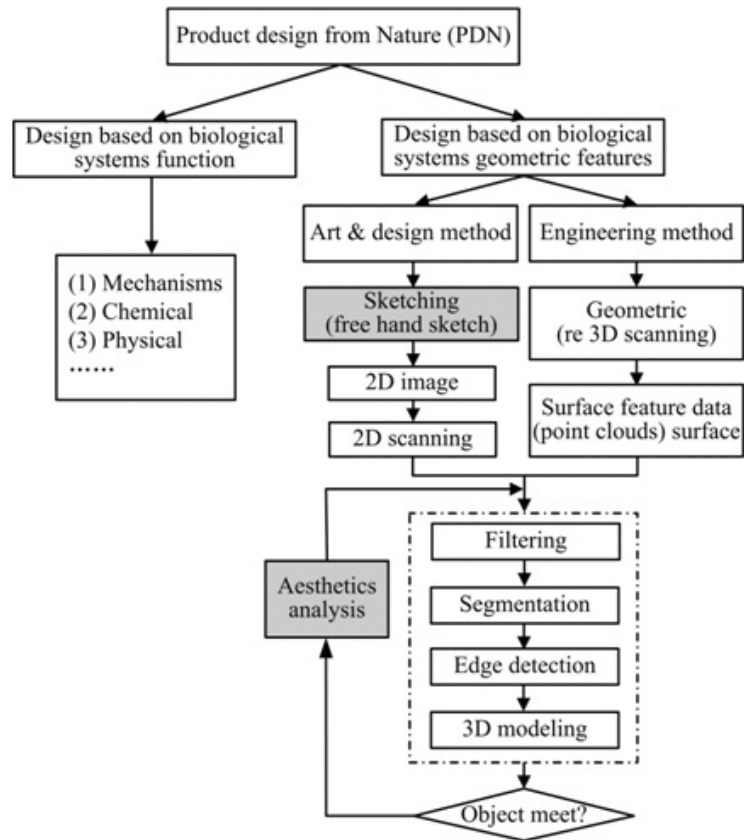 Product design from Nature (PDN)
Design based on biological
systems function
Design based on biological
systems geometric features
(1) Mechanisms
(2) Chemical
(3) Physical
……
Art & design method
Engineering method
Sketching
(free hand sketch)
Geometric
(re 3D scanning)
2D image
2D scanning
Surface feature data
(point clouds) surface
Filtering
Segmentation
Edge detection
3D modeling
Aesthetics
analysis
Object meet?